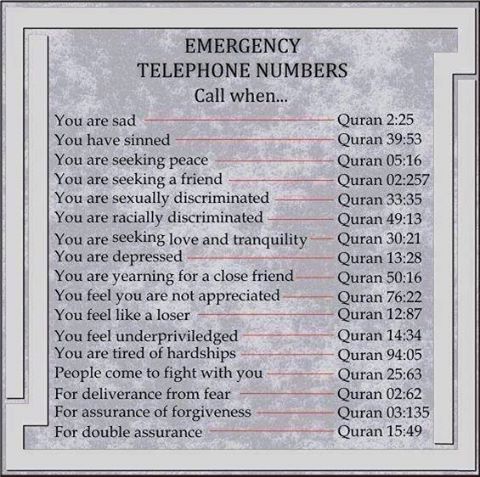 EMERGENCY
TELEPHONE NUMBERS
Call when...
You are sad Quran 2:25
You have sinned Quran 39:53
You are seeking peace Quran 05:16
You are seeking a friend Quran 02:257
You are sexually discriminated Quran 33:35
You are racially discriminated Quran 49:13
You are seeking love and tranquility Quran 30:21
You are depressed Quran 13:28
You are yearning for a close friend Quran 50:16
You feel you are not appreciated Quran 76:22
You feel like a loser Quran 12:87
You feel underpriviledged Quran 14:34
You are tired of hardships Quran 94:05
People come to fight with you Quran 25:63
For deliverance from fear Quran 02:62
For assurance of forgiveness Quran 03:135
For double assurance Quran 15:49